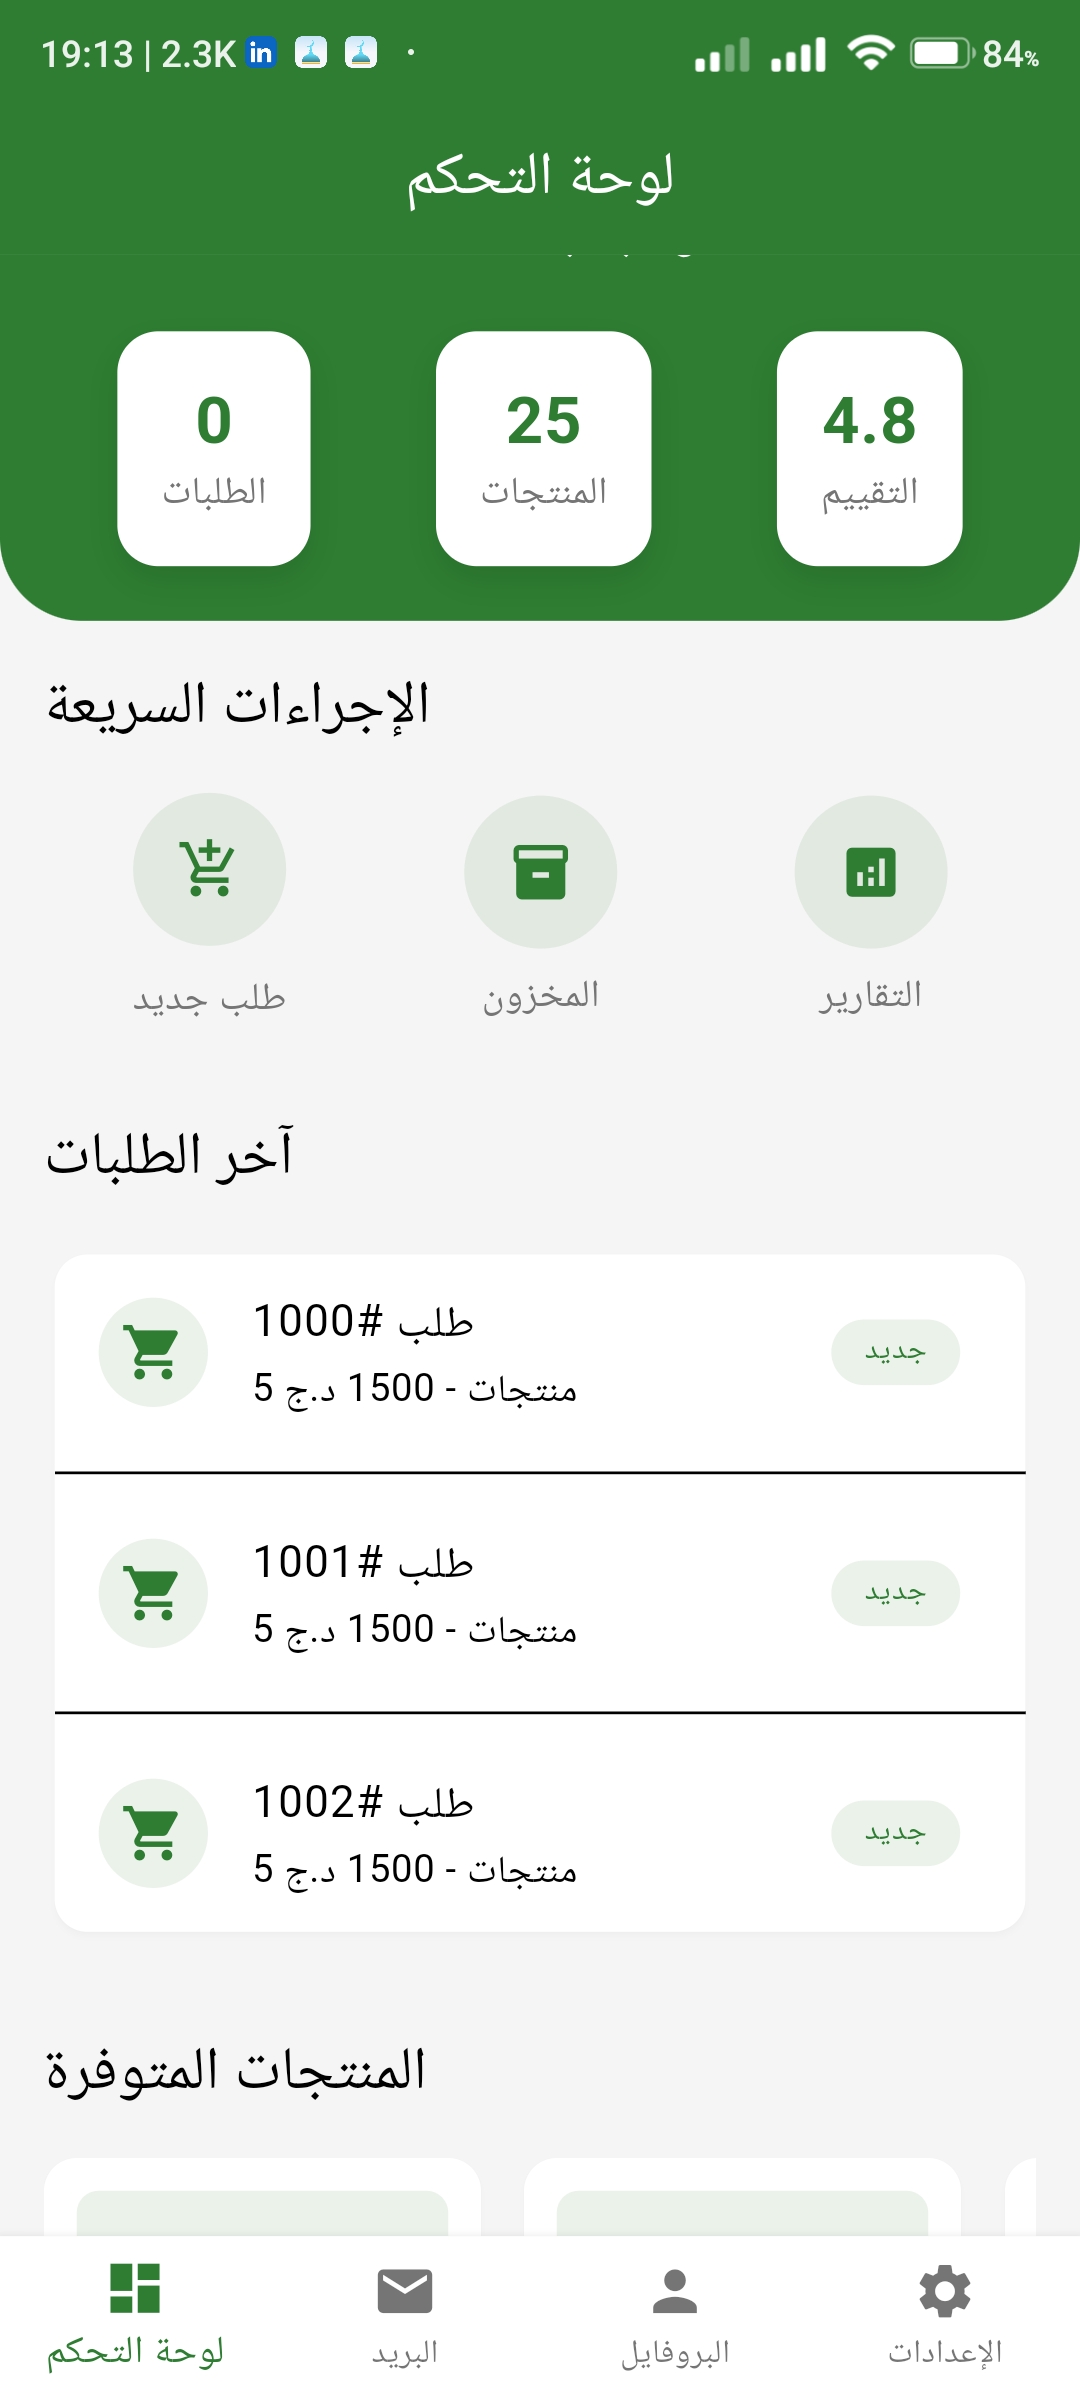 19:13 | 2.3K in 84%
لوحة التحكم
0 25 4.8
الطلبات المنتجات التقييم
الإجراءات السريعة
طلب جديد المخزون التقارير
آخر الطلبات
طلب #1000
5 منتجات - 1500 د.ج
جديد
طلب #1001
5 منتجات - 1500 د.ج
جديد
طلب #1002
5 منتجات - 1500 د.ج
جديد
المنتجات المتوفرة
لوحة التحكم البريد البروفايل الإعدادات